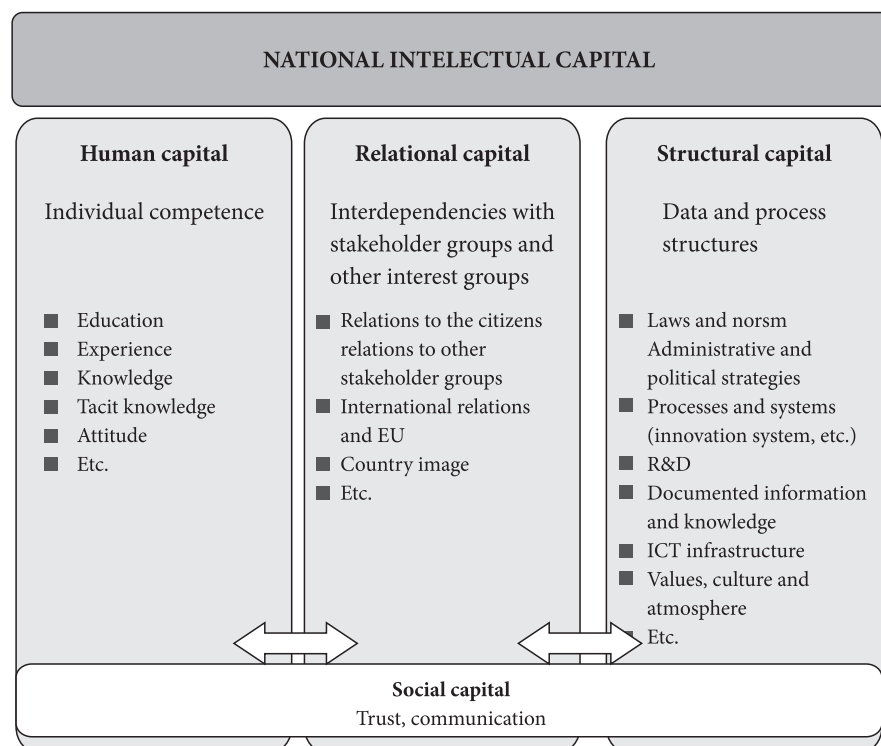 NATIONAL INTELECTUAL CAPITAL
Human capital
Individual competence
Education
Experience
Knowledge
Tacit knowledge
Attitude
Etc.
Relational capital
Interdependencies with
stakeholder groups and
other interest groups
Relations to the citizens
relations to other
stakeholder groups
International relations
and EU
Country image
Etc.
Structural capital
Data and process
structures
Laws and norsm
Administrative and
political strategies
Processes and systems
(innovation system, etc.)
R&D
Documented information
and knowledge
ICT infrastructure
Values, culture and
atmosphere
Etc.
Social capital
Trust, communication